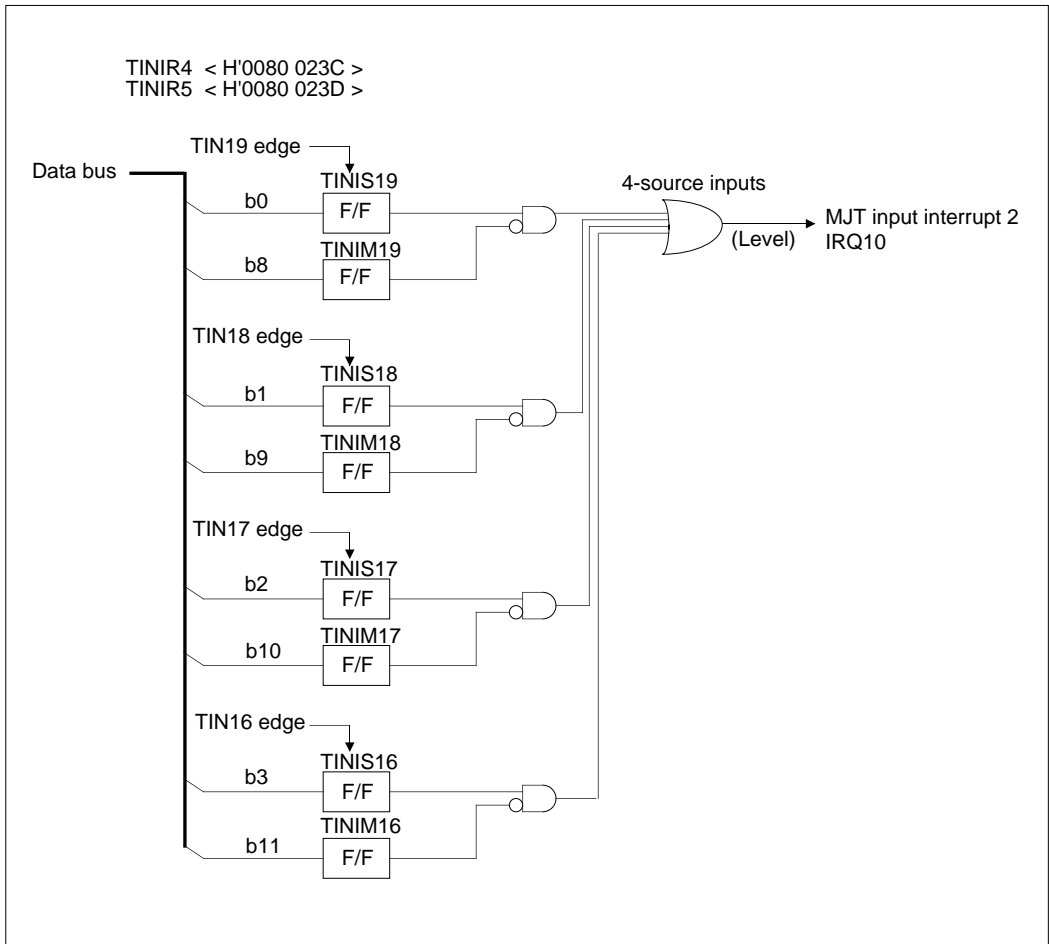 TINIR4 < H'0080 023C >
TINIR5 < H'0080 023D >
TIN19 edge
Data bus
TINIS19
4-source inputs
b0
F/F
MJT input interrupt 2
(Level)
IRQ10
TINIM19
b8
F/F
TIN18 edge
TINIS18
b1
F/F
TINIM18
b9
F/F
TIN17 edge
TINIS17
b2
F/F
TINIM17
b10
F/F
TIN16 edge
TINIS16
b3
F/F
TINIM16
b11
F/F